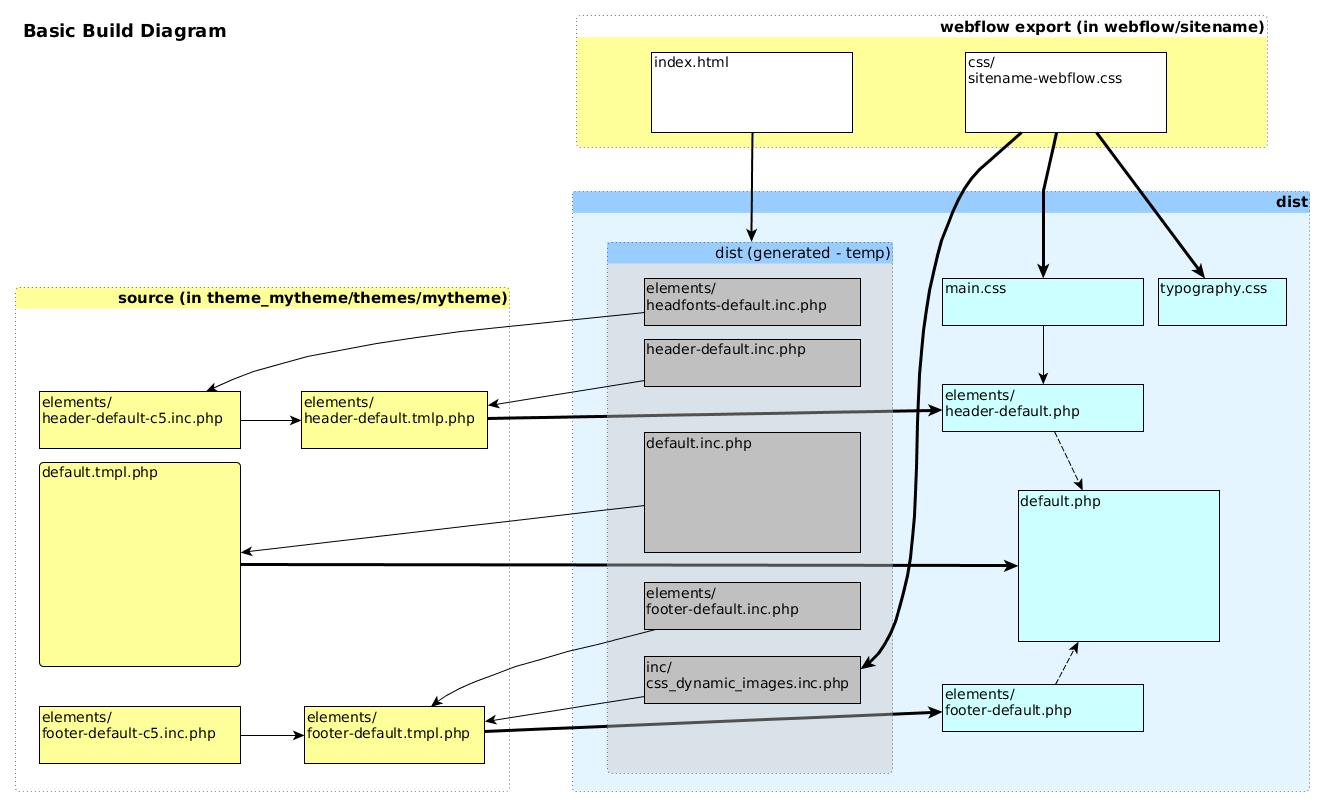 Basic Build Diagram
webflow export (in webflow/sitename)
index.html
css/
sitename-webflow.css
dist
dist (generated - temp)
elements/
headfonts-default.inc.php
main.css
typography.css
source (in theme_mytheme/themes/mytheme)
header-default.inc.php
elements/
header-default-c5.inc.php
elements/
header-default.tmlp.php
elements/
header-default.php
default.tmpl.php
default.inc.php
default.php
elements/
footer-default.inc.php
inc/
css_dynamic_images.inc.php
elements/
footer-default-c5.inc.php
elements/
footer-default.tmpl.php
elements/
footer-default.php